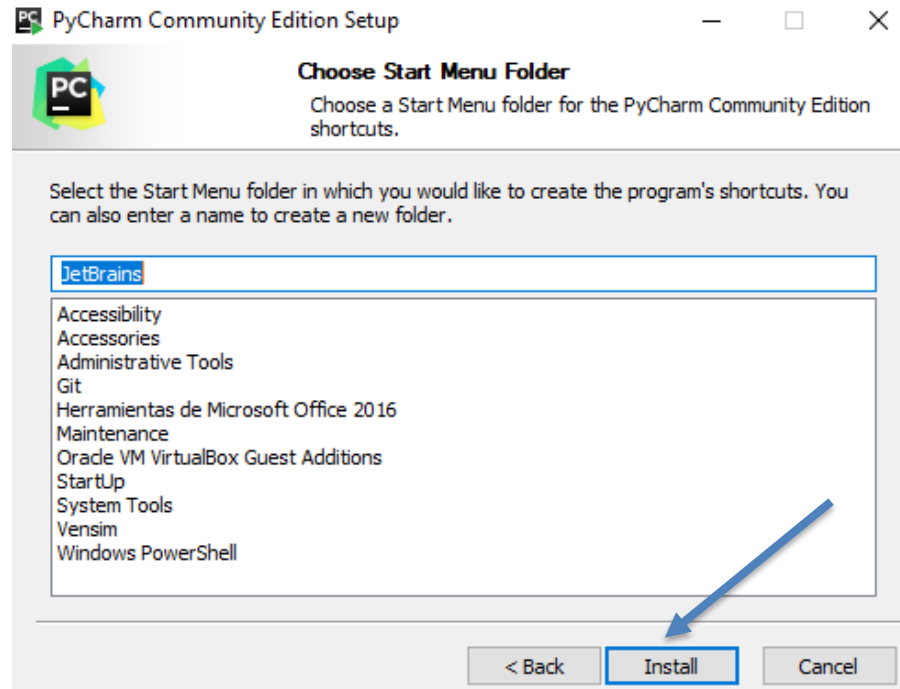 PyCharm Community Edition Setup
PC
Choose Start Menu Folder
Choose a Start Menu folder for the PyCharm Community Edition
shortcuts.
Select the Start Menu folder in which you would like to create the program's shortcuts. You
can also enter a name to create a new folder.
JetBrains
Accessibility
Accessories
Administrative Tools
Git
Herramientas de Microsoft Office 2016
Maintenance
Oracle VM VirtualBox Guest Additions
StartUp
System Tools
Vensim
Windows PowerShell
< Back Install Cancel